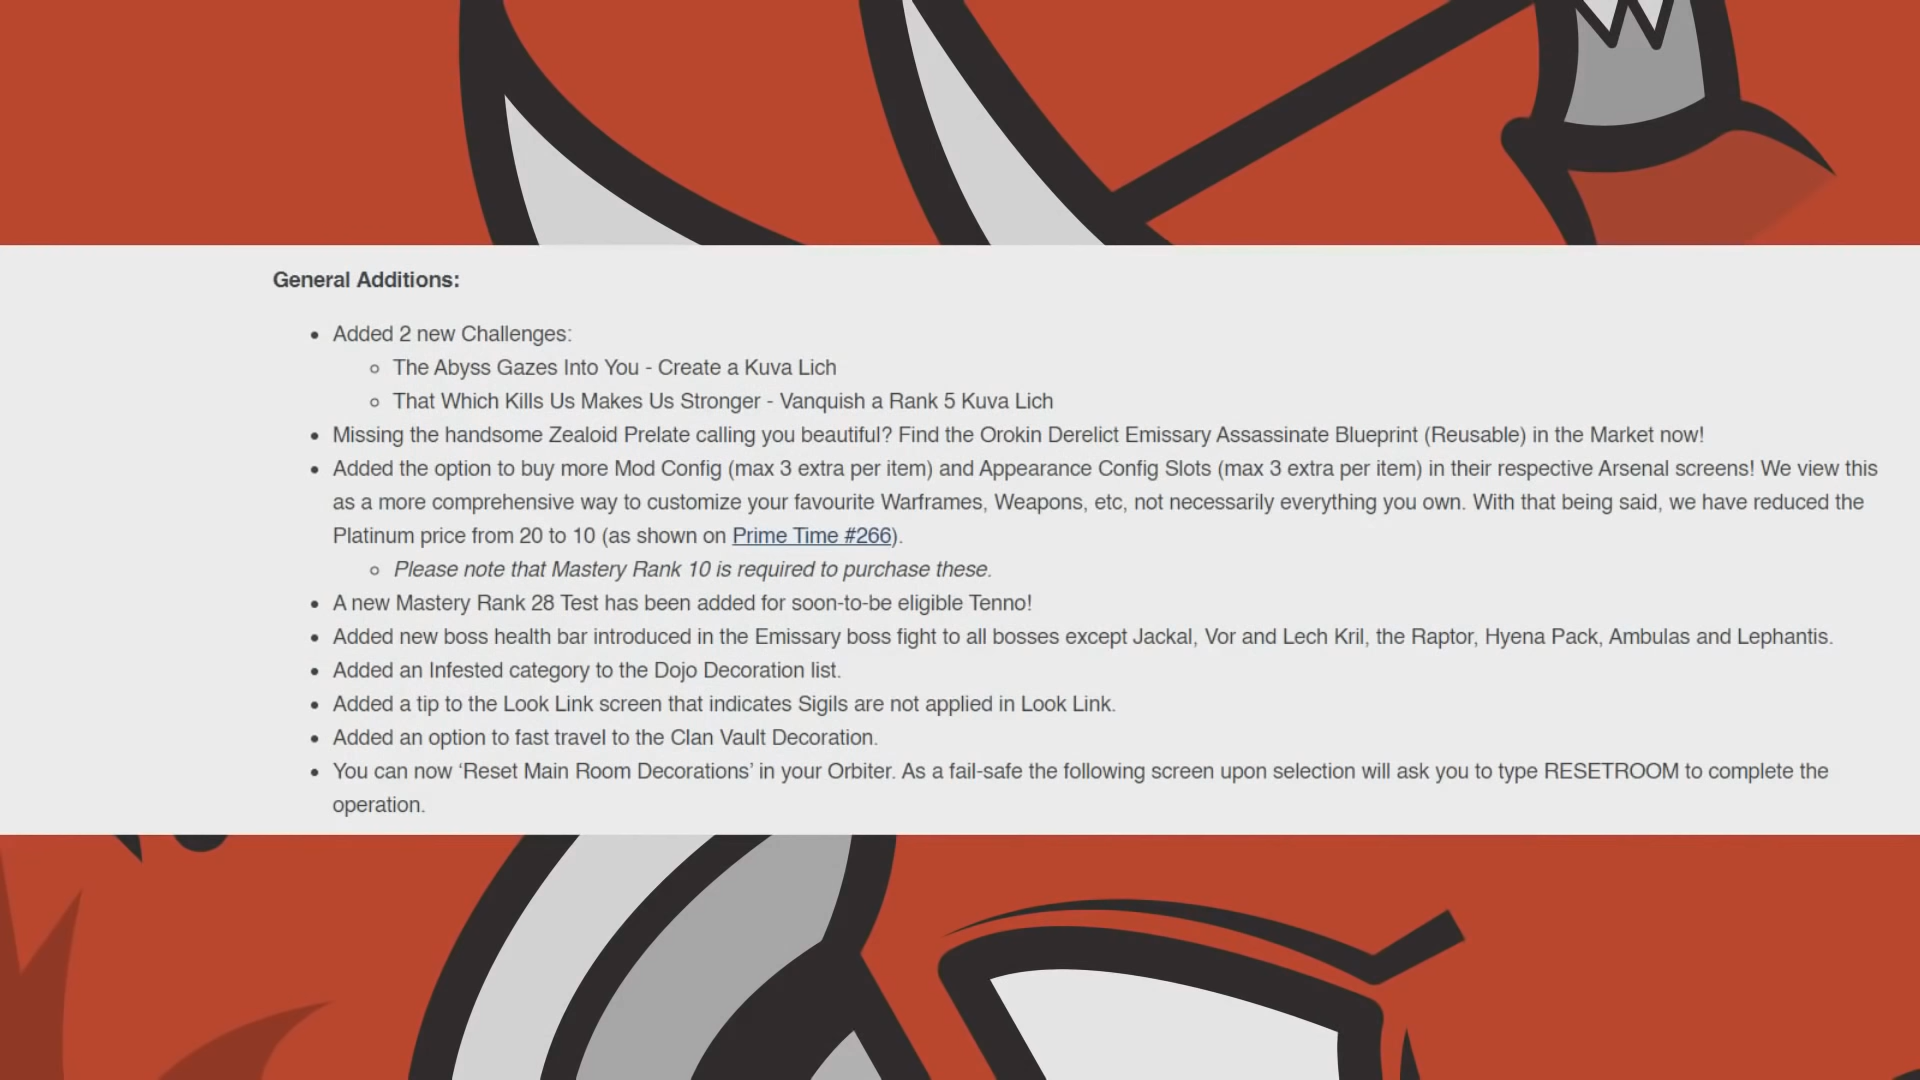 General Additions:
• Added 2 new Challenges:
○ The Abyss Gazes Into You - Create a Kuva Lich
○ That Which Kills Us Makes Us Stronger - Vanquish a Rank 5 Kuva Lich
• Missing the handsome Zealoid Prelate calling you beautiful? Find the Orokin Derelict Emissary Assassinate Blueprint (Reusable) in the Market now!
• Added the option to buy more Mod Config (max 3 extra per item) and Appearance Config Slots (max 3 extra per item) in their respective Arsenal screens! We view this
as a more comprehensive way to customize your favourite Warframes, Weapons, etc, not necessarily everything you own. With that being said, we have reduced the
Platinum price from 20 to 10 (as shown on Prime Time #266).
○ Please note that Mastery Rank 10 is required to purchase these.
• A new Mastery Rank 28 Test has been added for soon-to-be eligible Tenno!
• Added new boss health bar introduced in the Emissary boss fight to all bosses except Jackal, Vor and Lech Kril, the Raptor, Hyena Pack, Ambulas and Lephantis.
• Added an Infested category to the Dojo Decoration list.
• Added a tip to the Look Link screen that indicates Sigils are not applied in Look Link.
• Added an option to fast travel to the Clan Vault Decoration.
• You can now ‘Reset Main Room Decorations’ in your Orbiter. As a fail-safe the following screen upon selection will ask you to type RESETROOM to complete the
operation.